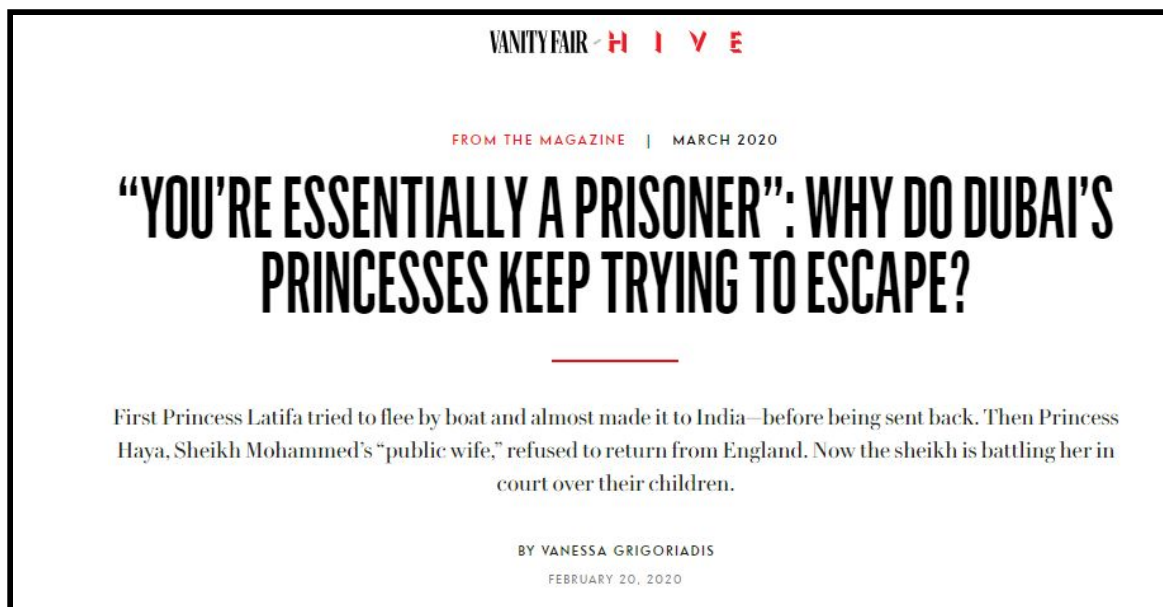 VANITY FAIR HIVE
FROM THE MAGAZINE | MARCH 2020
“YOU’RE ESSENTIALLY A PRISONER”: WHY DO DUBAI’S
PRINCESSES KEEP TRYING TO ESCAPE?
First Princess Latifa tried to flee by boat and almost made it to India—before being sent back. Then Princess
Haya, Sheikh Mohammed’s “public wife,” refused to return from England. Now the sheikh is battling her in
court over their children.
BY VANESSA GRIGORIADIS
FEBRUARY 20, 2020